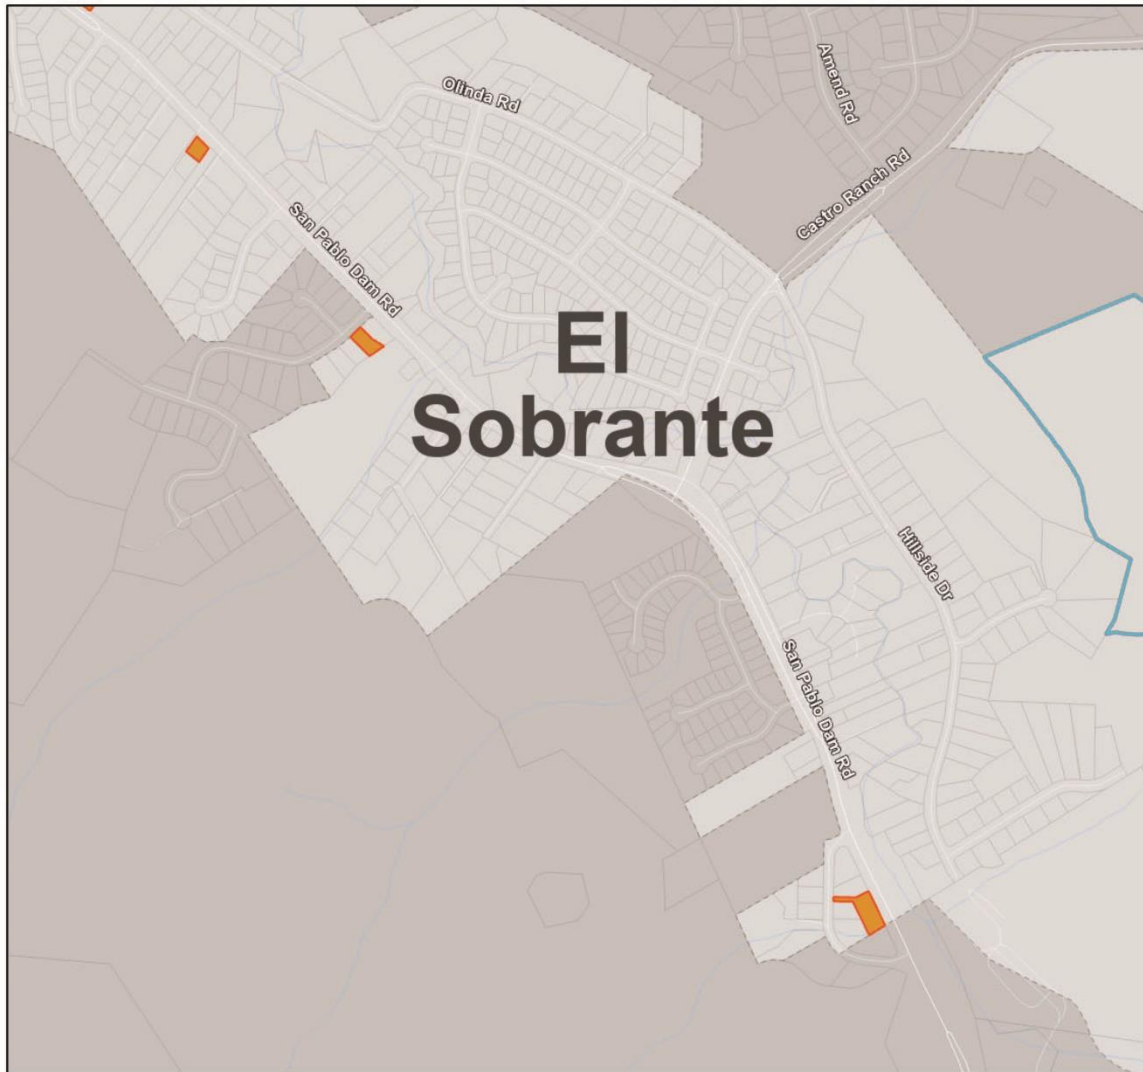 Olinda Rd
Amend Rd
Castro Ranch Rd
San Pablo Dam Rd
El
Sobrante
Hillside Dr
San Pablo Dam Rd